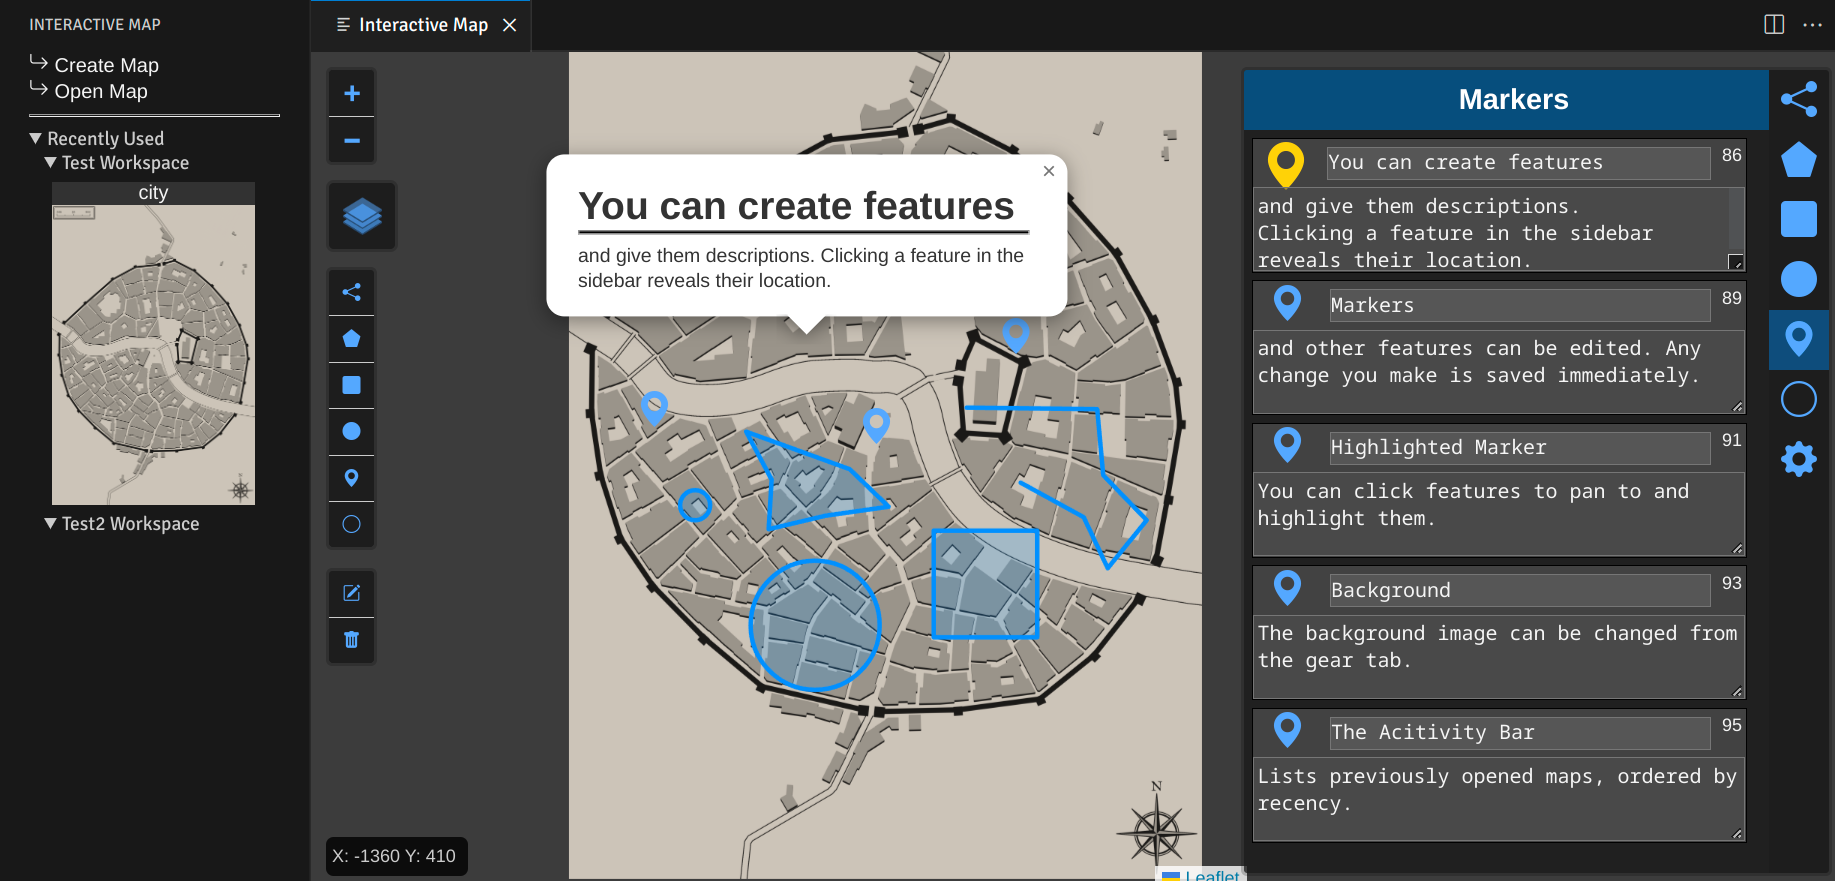 INTERACTIVE MAP
Create Map
Open Map
Recently Used
Test Workspace
city
Test2 Workspace
Interactive Map
You can create features
and give them descriptions. Clicking a feature in the
sidebar reveals their location.
N
X: -1360 Y: 410
Leaflet
Markers
You can create features
86
and give them descriptions.
Clicking a feature in the sidebar
reveals their location.
Markers
89
and other features can be edited. Any
change you make is saved immediately.
Highlighted Marker
91
You can click features to pan to and
highlight them.
Background
93
The background image can be changed from
the gear tab.
The Acitivity Bar
95
Lists previously opened maps, ordered by
recency.